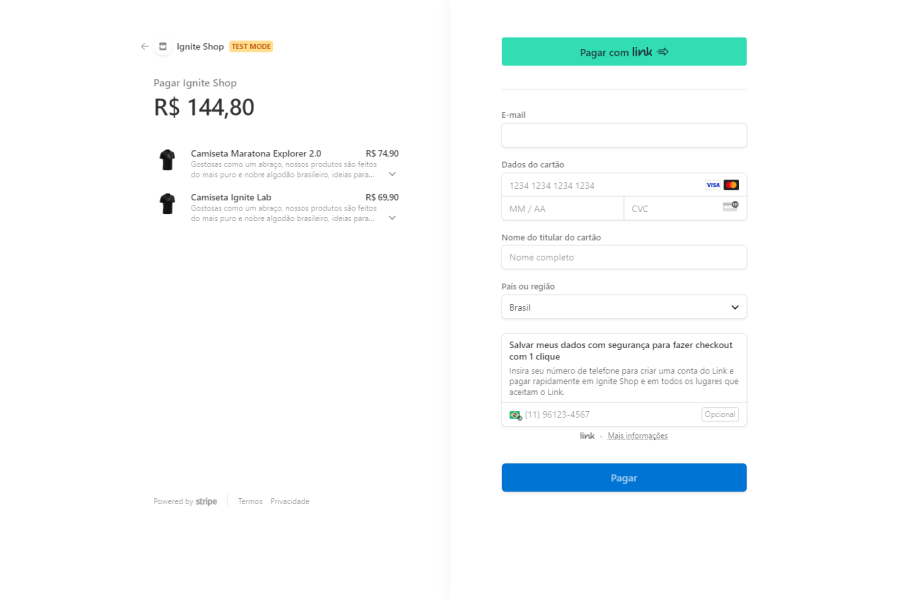 Ignite Shop TEST MODE
Pagar Ignite Shop
R$ 144,80
Camiseta Maratona Explorer 2.0 R$ 74,90
Gostosas como um abraço, nossos produtos são feitos
do mais puro e nobre algodão brasileiro, ideias para...
Camiseta Ignite Lab R$ 69,90
Gostosas como um abraço, nossos produtos são feitos
do mais puro e nobre algodão brasileiro, ideias para...
Powered by stripe Termos Privacidade
Pagar com link
E-mail
Dados do cartão
1234 1234 1234 1234 VISA
MM / AA CVC
Nome do titular do cartão
Nome completo
País ou região
Brasil
Salvar meus dados com segurança para fazer checkout
com 1 clique
Insira seu número de telefone para criar uma conta do Link e
pagar rapidamente em Ignite Shop e em todos os lugares que
aceitam o Link.
(11) 96123-4567 Opcional
link · Mais informações
Pagar